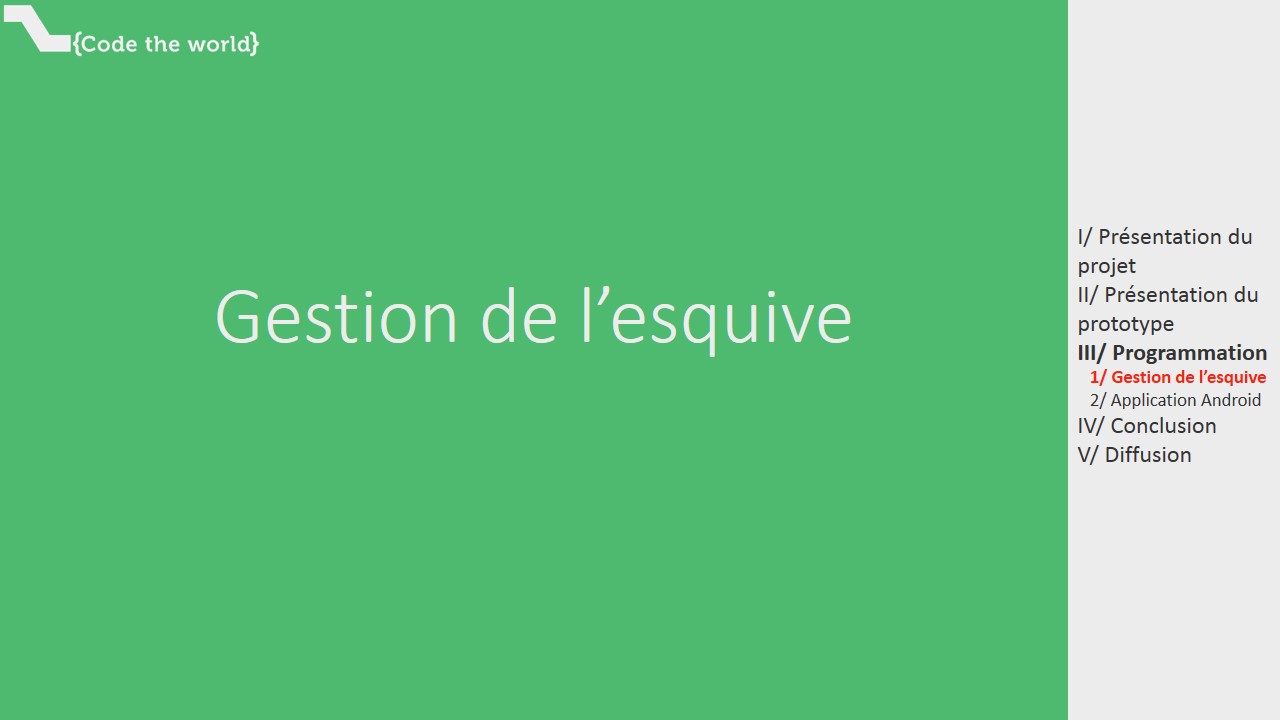 {Code the world}
Gestion de l’esquive
I/ Présentation du
projet
II/ Présentation du
prototype
III/ Programmation
1/ Gestion de l’esquive
2/ Application Android
IV/ Conclusion
V/ Diffusion